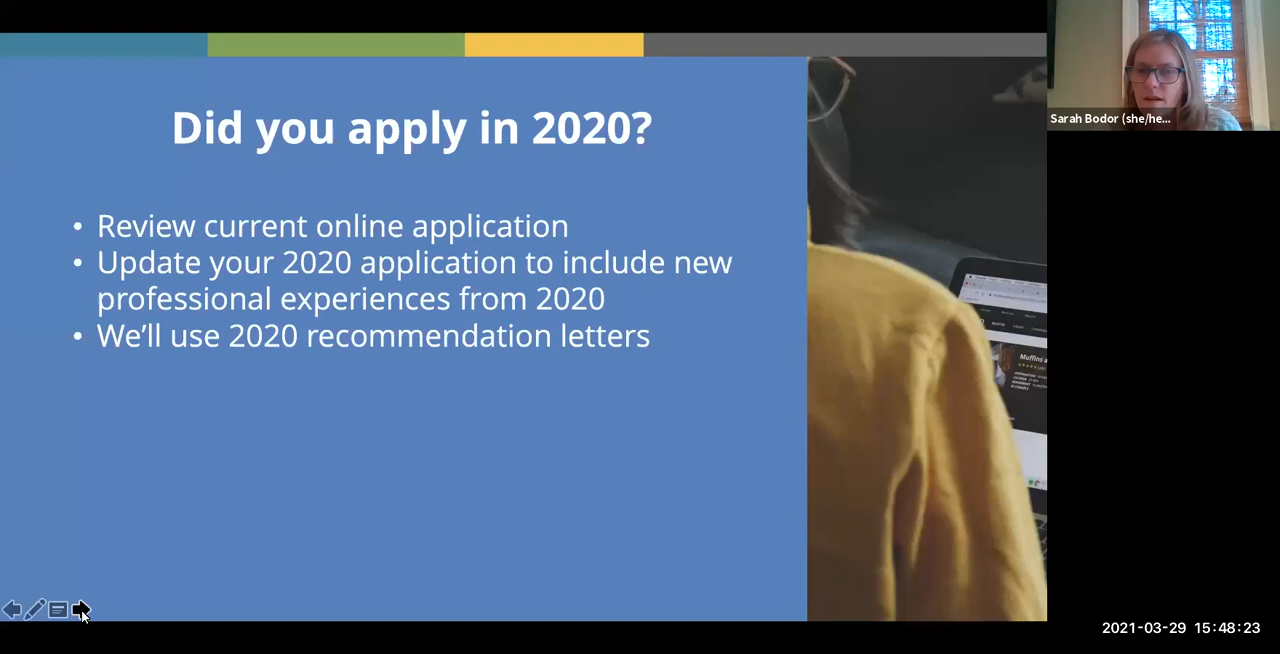 Did you apply in 2020?
• Review current online application
• Update your 2020 application to include new
professional experiences from 2020
• We’ll use 2020 recommendation letters
Sarah Bodor (she/he...
Muffins a
2021-03-29 15:48:23